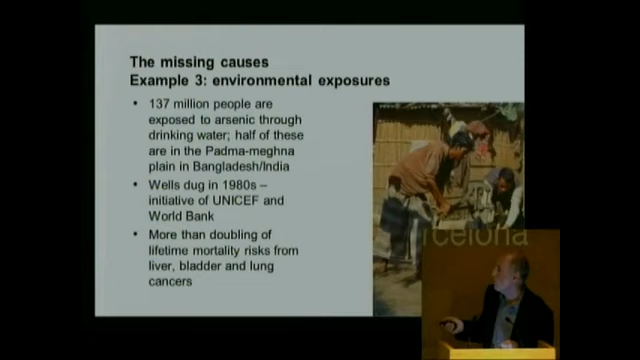 The missing causes
Example 3: environmental exposures
• 137 million people are
exposed to arsenic through
drinking water; half of these
are in the Padma-meghna
plain in Bangladesh/India
• Wells dug in 1980s –
initiative of UNICEF and
World Bank
• More than doubling of
lifetime mortality risks from
liver, bladder and lung
cancers
rcelona